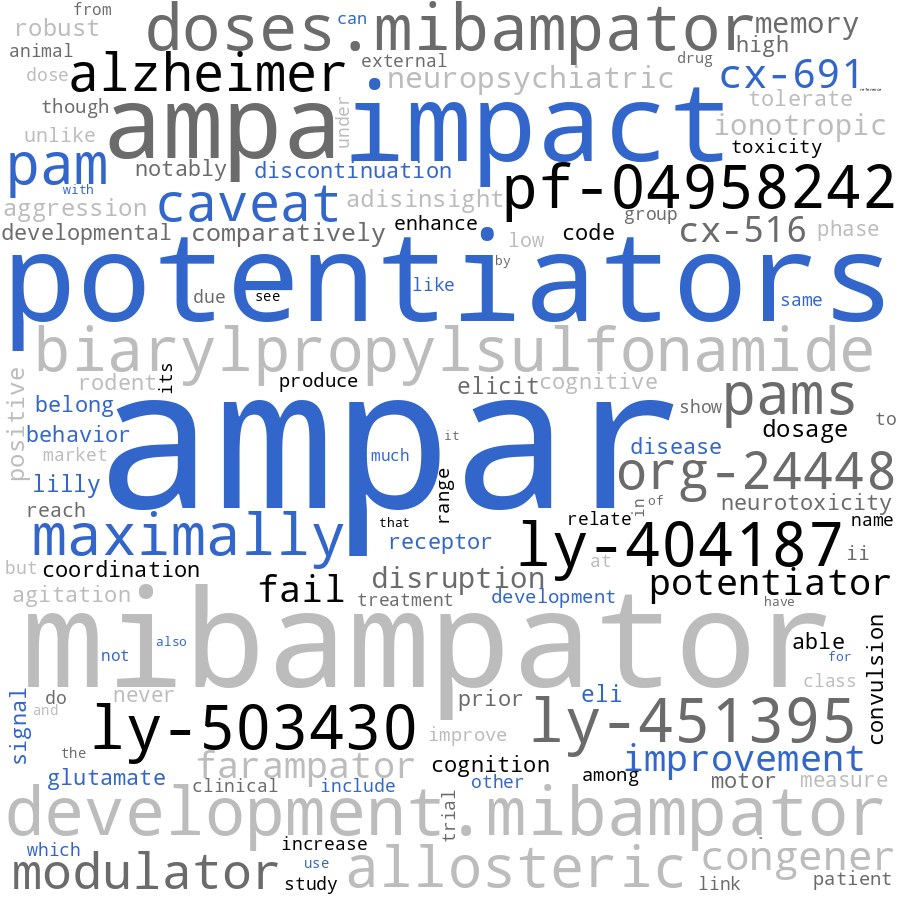 from
robust
doses.mibampator
can
memory
high
animal
dose
alzheimer
external
drug
neuropsychiatric
cx-691
tolerate
though
ampa
under
impact
unlike
ionotropic
toxicity
pam
notably
discontinuation
pf-04958242
with
aggression
caveat
adisinsight
group
developmental
comparatively
enhance
low
code
cx-516
phase
potentiators
by
due
see
like
same
biarylpropylsulfonamide
positive
rodent
its
produce
elicit
cognitive
pams
belong
ampar
show
to
behavior
it
dosage
market
much
disease
lilly
range
org-24448
reach
in
of
neurotoxicity
maximally
that
receptor
relate
ly-404187
name
ii
but
coordination
at
agitation
fail
disruption
potentiator
treatment
development
have
mibampator
not
also
able
for
convulsion
class
signal
do
never
prior
eli
and
ly-503430
ly-451395
improve
the
farampator
cognition
improvement
glutamate
clinical
include
other
among
motor
measure
development.mibampator
trial
which
increase
modulator
use
study
allosteric
congener
link
patient